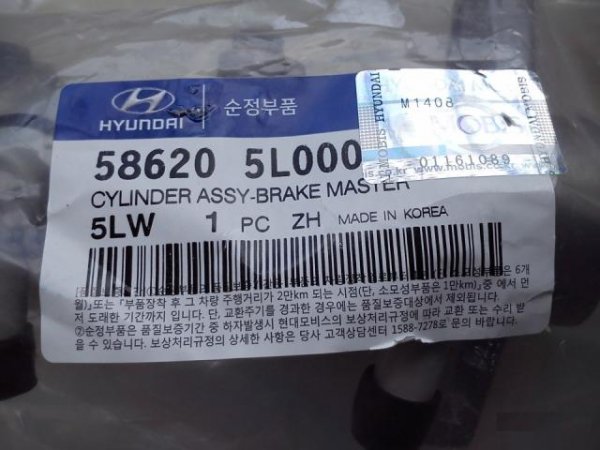 HYUNDAI
순정부품
58620 5L000
CYLINDER ASSY-BRAKE MASTER
5LW 1 PC ZH MADE IN KOREA
MOBIS HYUNDAI
M1408
01161089
월)또는 「부품장착 후 그 차량 주행거리가 2만km 되는 시점(단, 소모성부품은 1만km)」중 에서 먼
저 도래한 기간까지 입니다. 단, 교환주기를 경과한 경우에는 품질보증대상에서 제외됩니다.
②순정부품은 품질보증기간 중 하자발생시 현대모비스의 보상처리규정에 따라 교환 또는 수리 받
을 수 있습니다. 보상처리규정의 상세한 사항은 당사 고객상담센터 1588-7278로 문의 바랍니다.